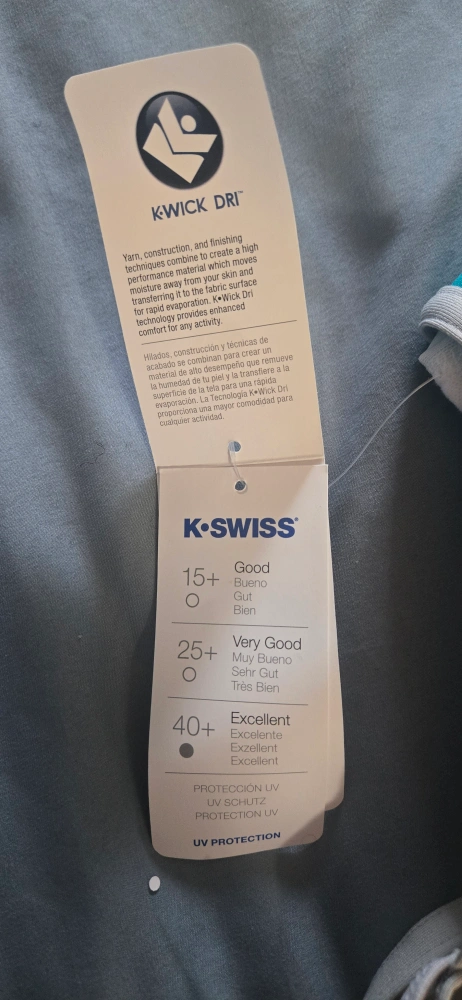 K•WICK DRI™
Yarn, construction, and finishing
techniques combine to create a high
performance material which moves
moisture away from your skin and
transferring it to the fabric surface
for rapid evaporation. K•Wick Dri
technology provides enhanced
comfort for any activity.
Hilados, construcción y técnicas de
acabado se combinan para crear un
material de alto desempeño que remueve
la humedad de tu piel y la transfiere a la
superficie de la tela para una rápida
evaporación. La Tecnología K•Wick Dri
proporciona una mayor comodidad para
cualquier actividad.
K•SWISS®
15+ Good
Bueno
Gut
Bien
25+ Very Good
Muy Bueno
Sehr Gut
Très Bien
40+ Excellent
Excelente
Exzellent
Excellent
PROTECCIÓN UV
UV SCHUTZ
PROTECTION UV
UV PROTECTION